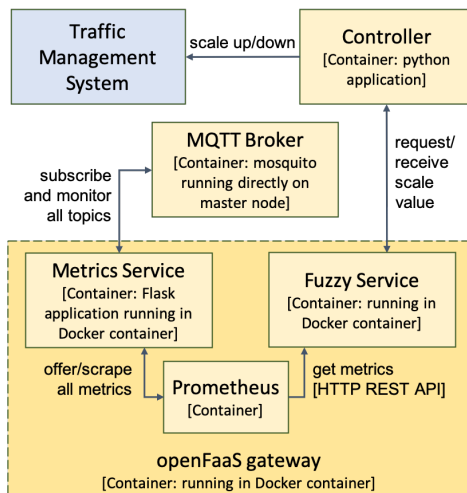 Traffic
Management
System
scale up/down
Controller
[Container: python
application]
MQTT Broker
[Container: mosquito
running directly on
master node]
request/
receive
scale
value
subscribe
and monitor
all topics
Metrics Service
[Container: Flask
application running in
Docker container]
Fuzzy Service
[Container: running in
Docker container]
offer/scrape
all metrics
Prometheus
[Container]
get metrics
[HTTP REST API]
openFaaS gateway
[Container: running in Docker container]